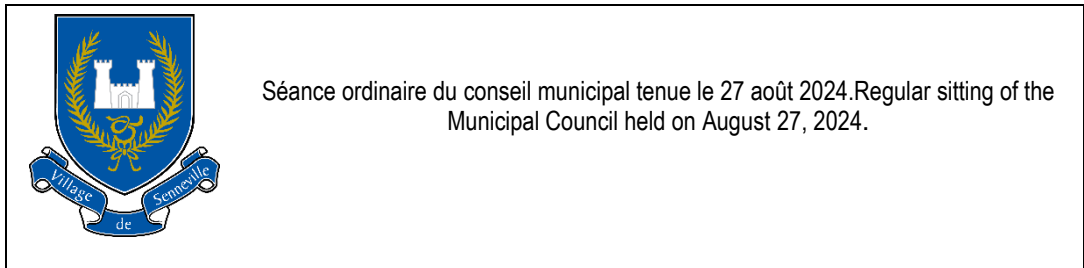 Séance ordinaire du conseil municipal tenue le 27 août 2024.Regular sitting of the
Municipal Council held on August 27, 2024.
Village
de
Senneville